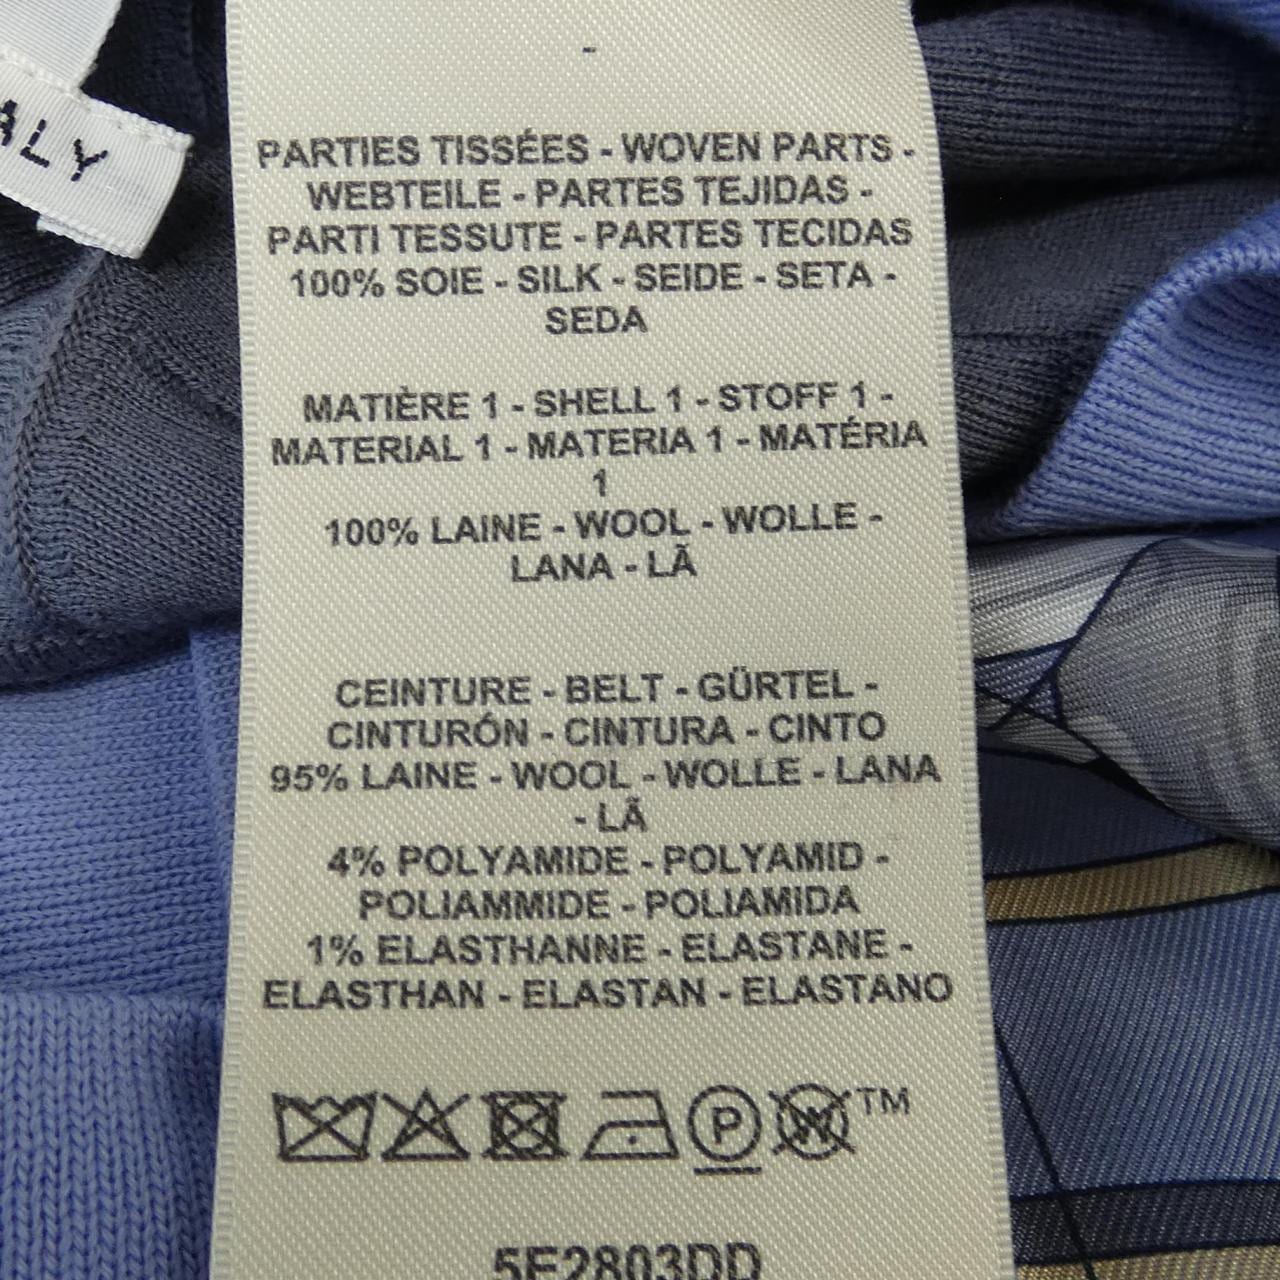 ALY
-
PARTIES TISSÉES - WOVEN PARTS -
WEBTEILE - PARTES TEJIDAS -
PARTI TESSUTE - PARTES TECIDAS
100% SOIE - SILK - SEIDE - SETA -
SEDA
MATIÈRE 1 - SHELL 1 - STOFF 1 -
MATERIAL 1 - MATERIA 1 - MATÉRIA
1
100% LAINE - WOOL - WOLLE -
LANA - LÃ
CEINTURE - BELT - GÜRTEL -
CINTURÓN - CINTURA - CINTO
95% LAINE - WOOL - WOLLE - LANA
- LÃ
4% POLYAMIDE - POLYAMID -
POLIAMMIDE - POLIAMIDA
1% ELASTHANNE - ELASTANE -
ELASTHAN - ELASTAN - ELASTANO
P W TM
5E2803DD